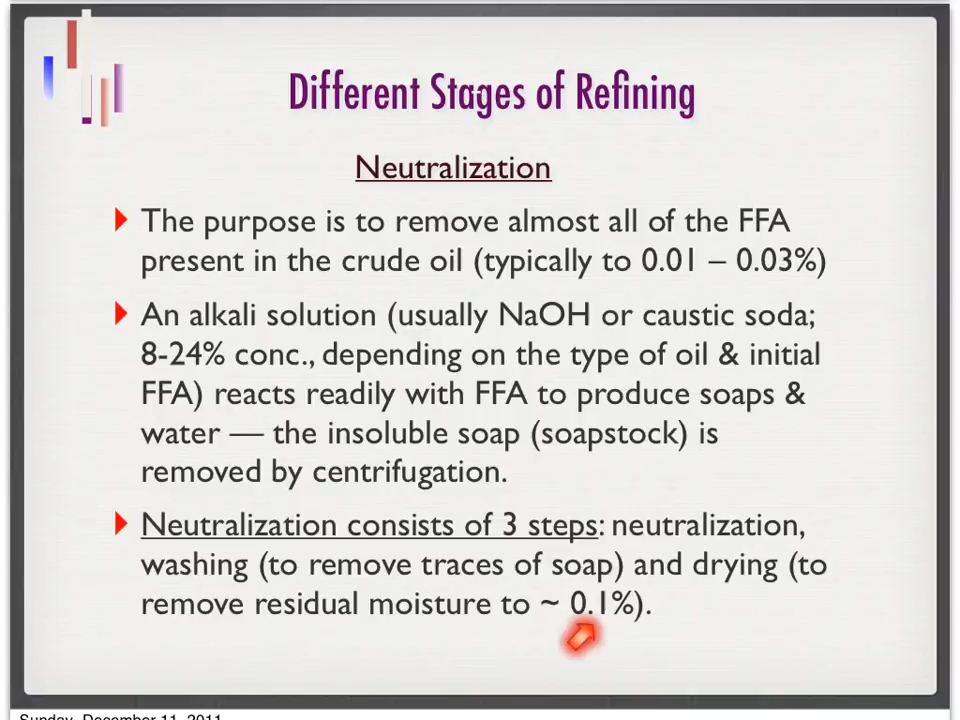 Different Stages of Refining
Neutralization
The purpose is to remove almost all of the FFA
present in the crude oil (typically to 0.01 – 0.03%)
An alkali solution (usually NaOH or caustic soda;
8-24% conc., depending on the type of oil & initial
FFA) reacts readily with FFA to produce soaps &
water — the insoluble soap (soapstock) is
removed by centrifugation.
Neutralization consists of 3 steps: neutralization,
washing (to remove traces of soap) and drying (to
remove residual moisture to ~ 0.1%).
Sunday, December 11, 2011